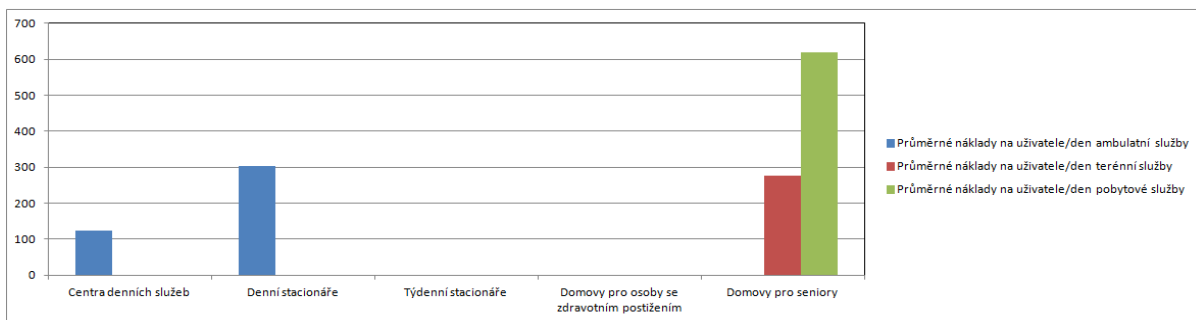 700
600
500
400
300
200
100
0
Centra denních služeb
Denní stacionáře
Týdenní stacionáře
Domovy pro osoby se
zdravotním postižením
Domovy pro seniory
Průměrné náklady na uživatele/den ambulatní služby
Průměrné náklady na uživatele/den terénní služby
Průměrné náklady na uživatele/den pobytové služby